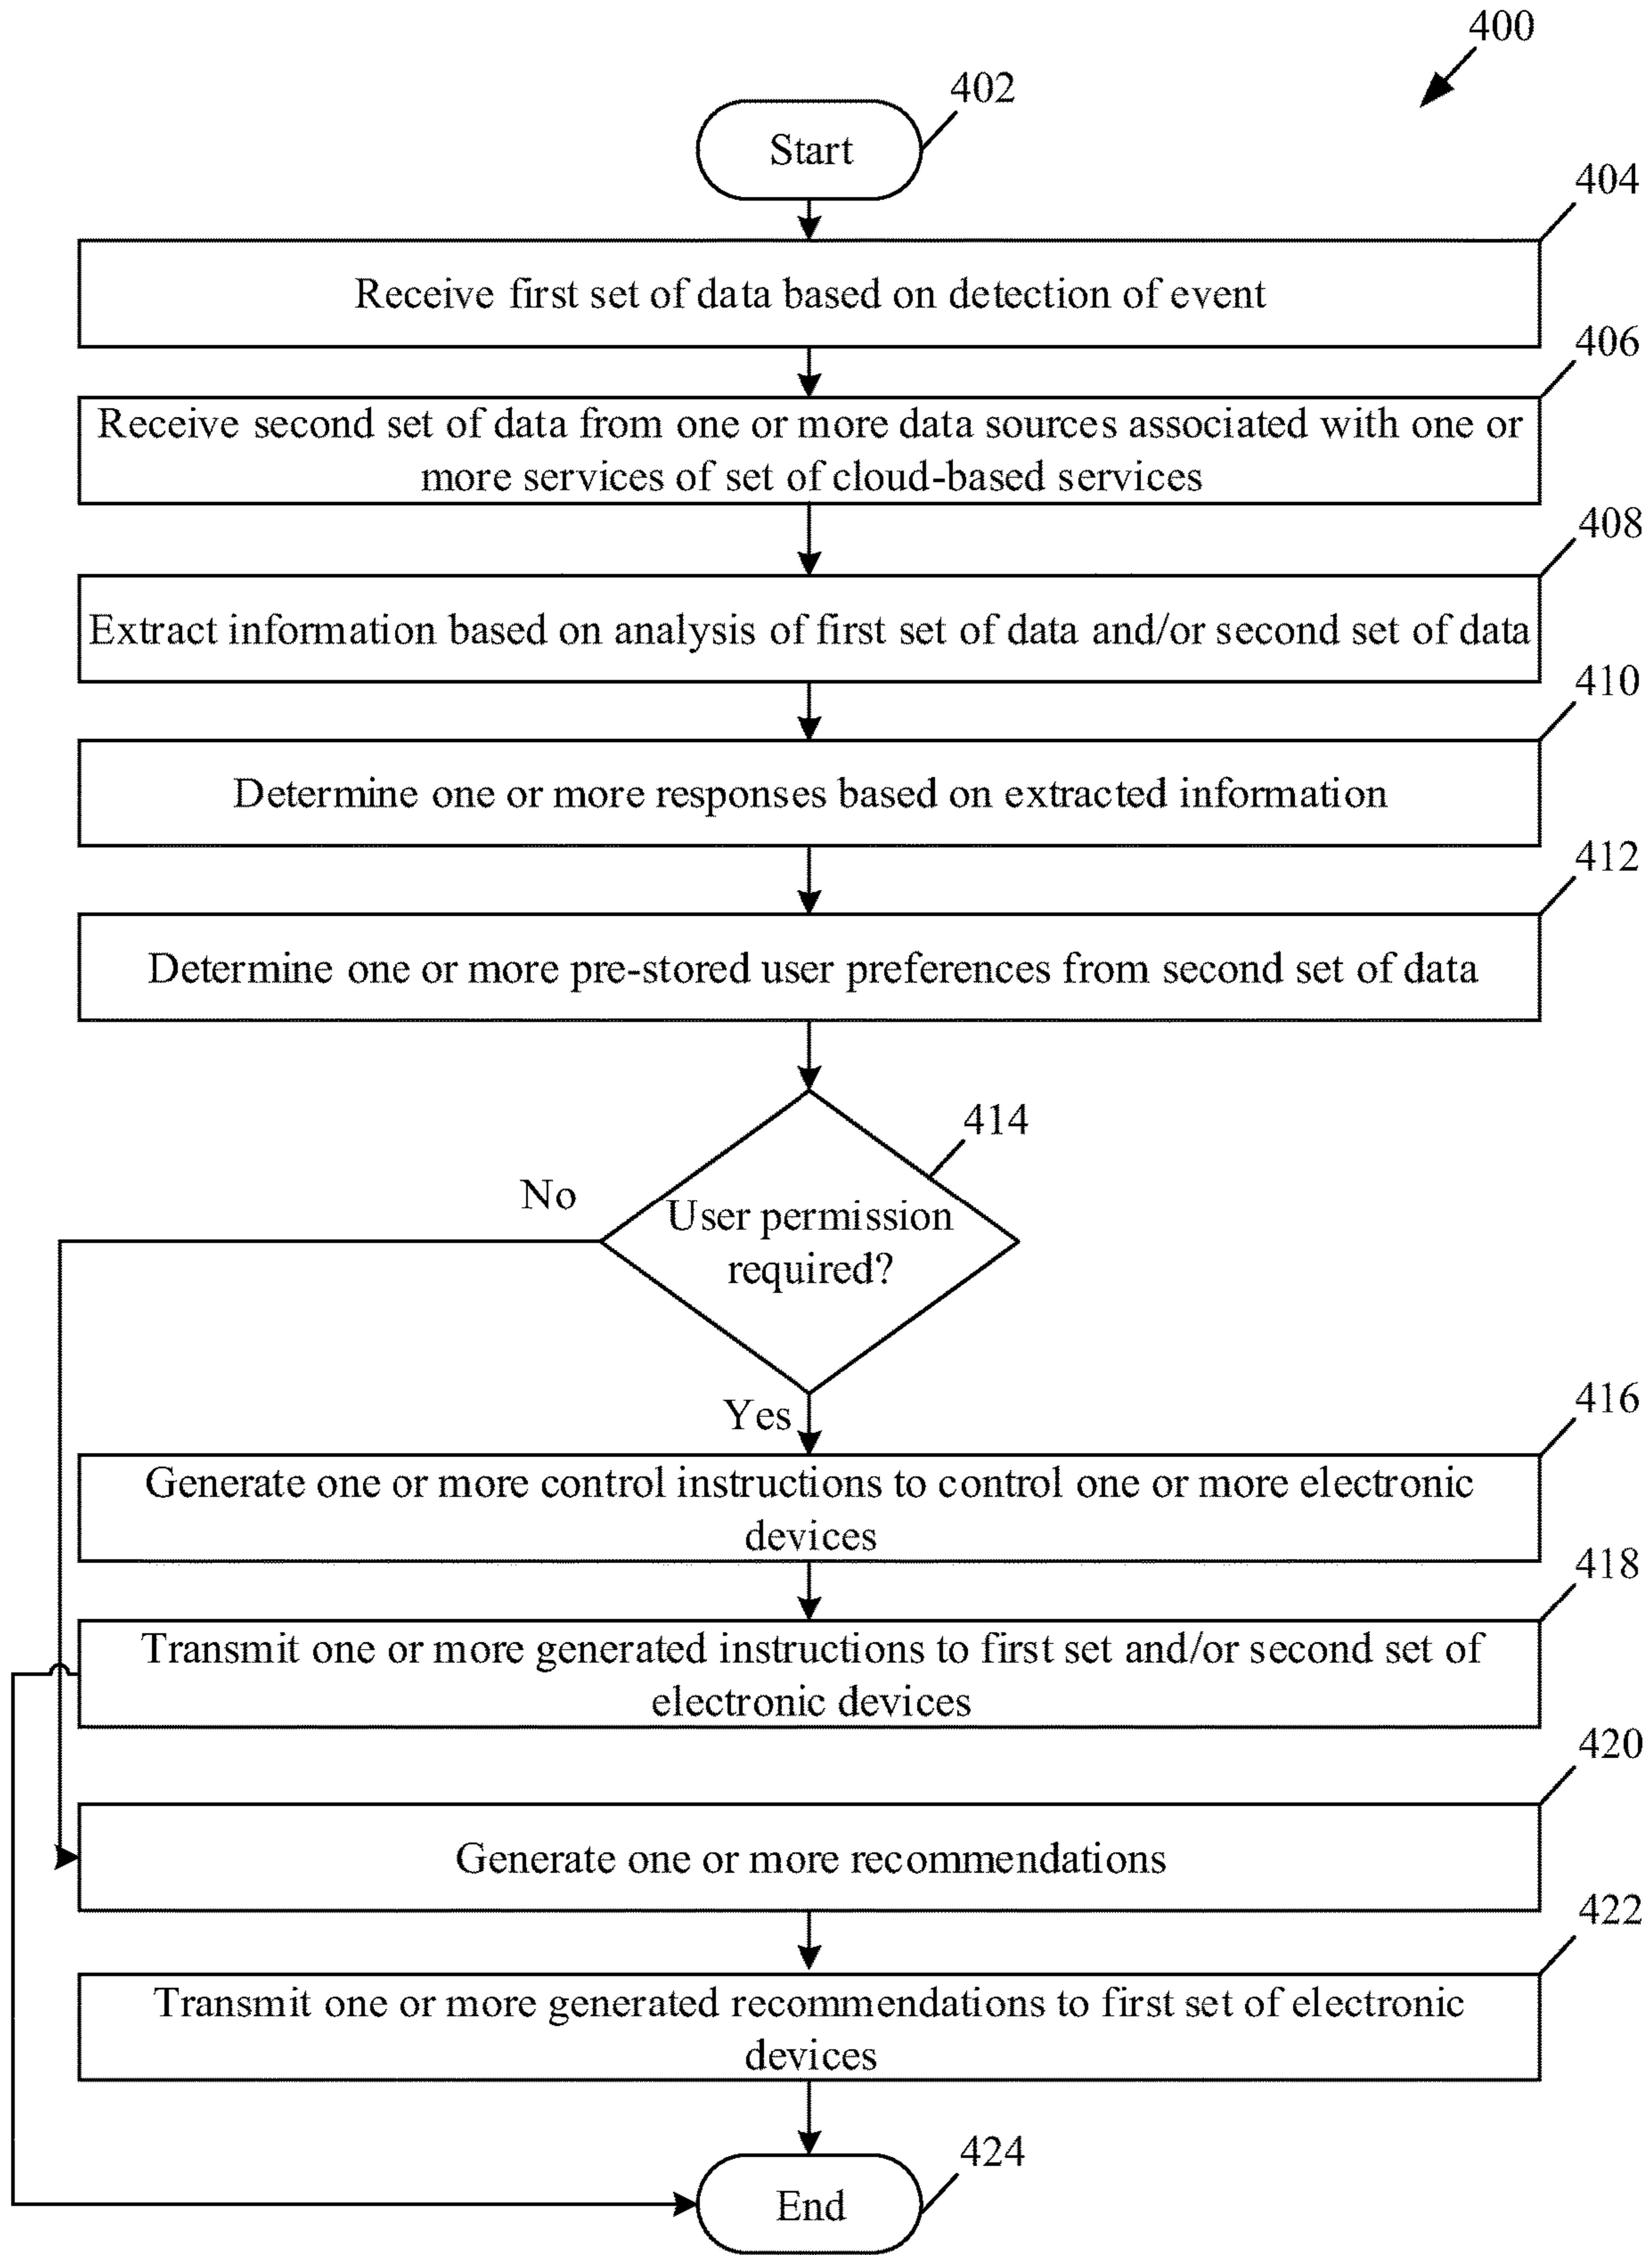 400
402
Start
404
Receive first set of data based on detection of event
406
Receive second set of data from one or more data sources associated with one or
more services of set of cloud-based services
408
Extract information based on analysis of first set of data and/or second set of data
410
Determine one or more responses based on extracted information
412
Determine one or more pre-stored user preferences from second set of data
414
No
User permission
required?
Yes
416
Generate one or more control instructions to control one or more electronic
devices
418
Transmit one or more generated instructions to first set and/or second set of
electronic devices
420
Generate one or more recommendations
422
Transmit one or more generated recommendations to first set of electronic
devices
424
End